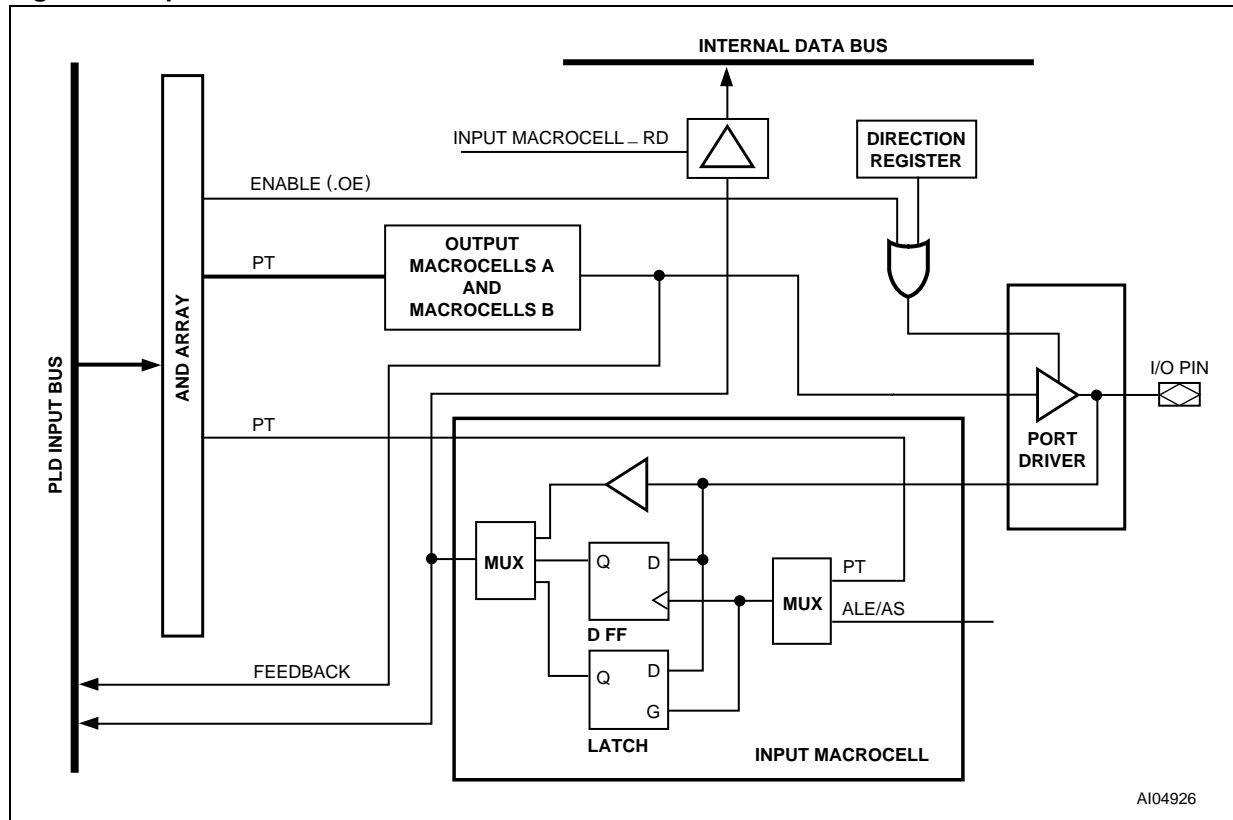 INTERNAL DATA BUS
INPUT MACROCELL _ RD
DIRECTION
REGISTER
ENABLE (.OE)
OUTPUT
MACROCELLS A
AND
MACROCELLS B
PT
AND ARRAY
PLD INPUT BUS
I/O PIN
PORT
DRIVER
PT
MUX
Q
D
D FF
MUX
PT
ALE/AS
Q
D
G
LATCH
FEEDBACK
INPUT MACROCELL
AI04926